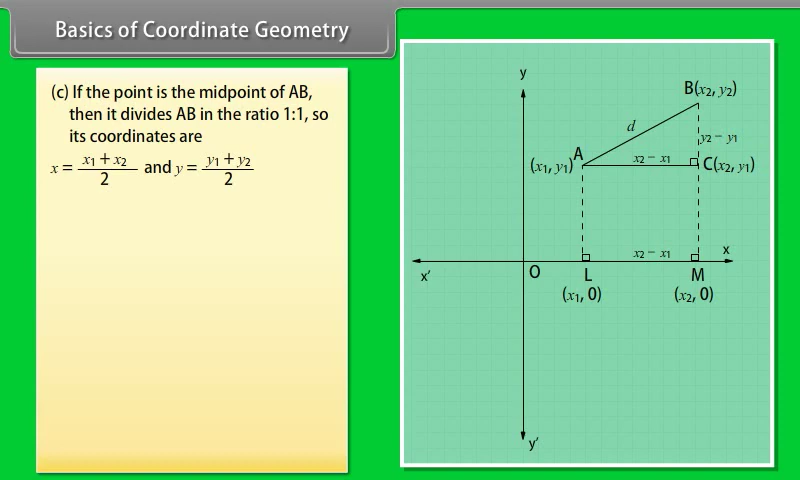 Basics of Coordinate Geometry
(c) If the point is the midpoint of AB,
then it divides AB in the ratio 1:1, so
its coordinates are
x = (x₁ + x₂)/2 and y = (y₁ + y₂)/2
y
B(x₂, y₂)
d
y₂ − y₁
A
(x₁, y₁)
x₂ − x₁
C(x₂, y₁)
x₂ − x₁
x
x′
O
L
M
(x₁, 0)
(x₂, 0)
y′